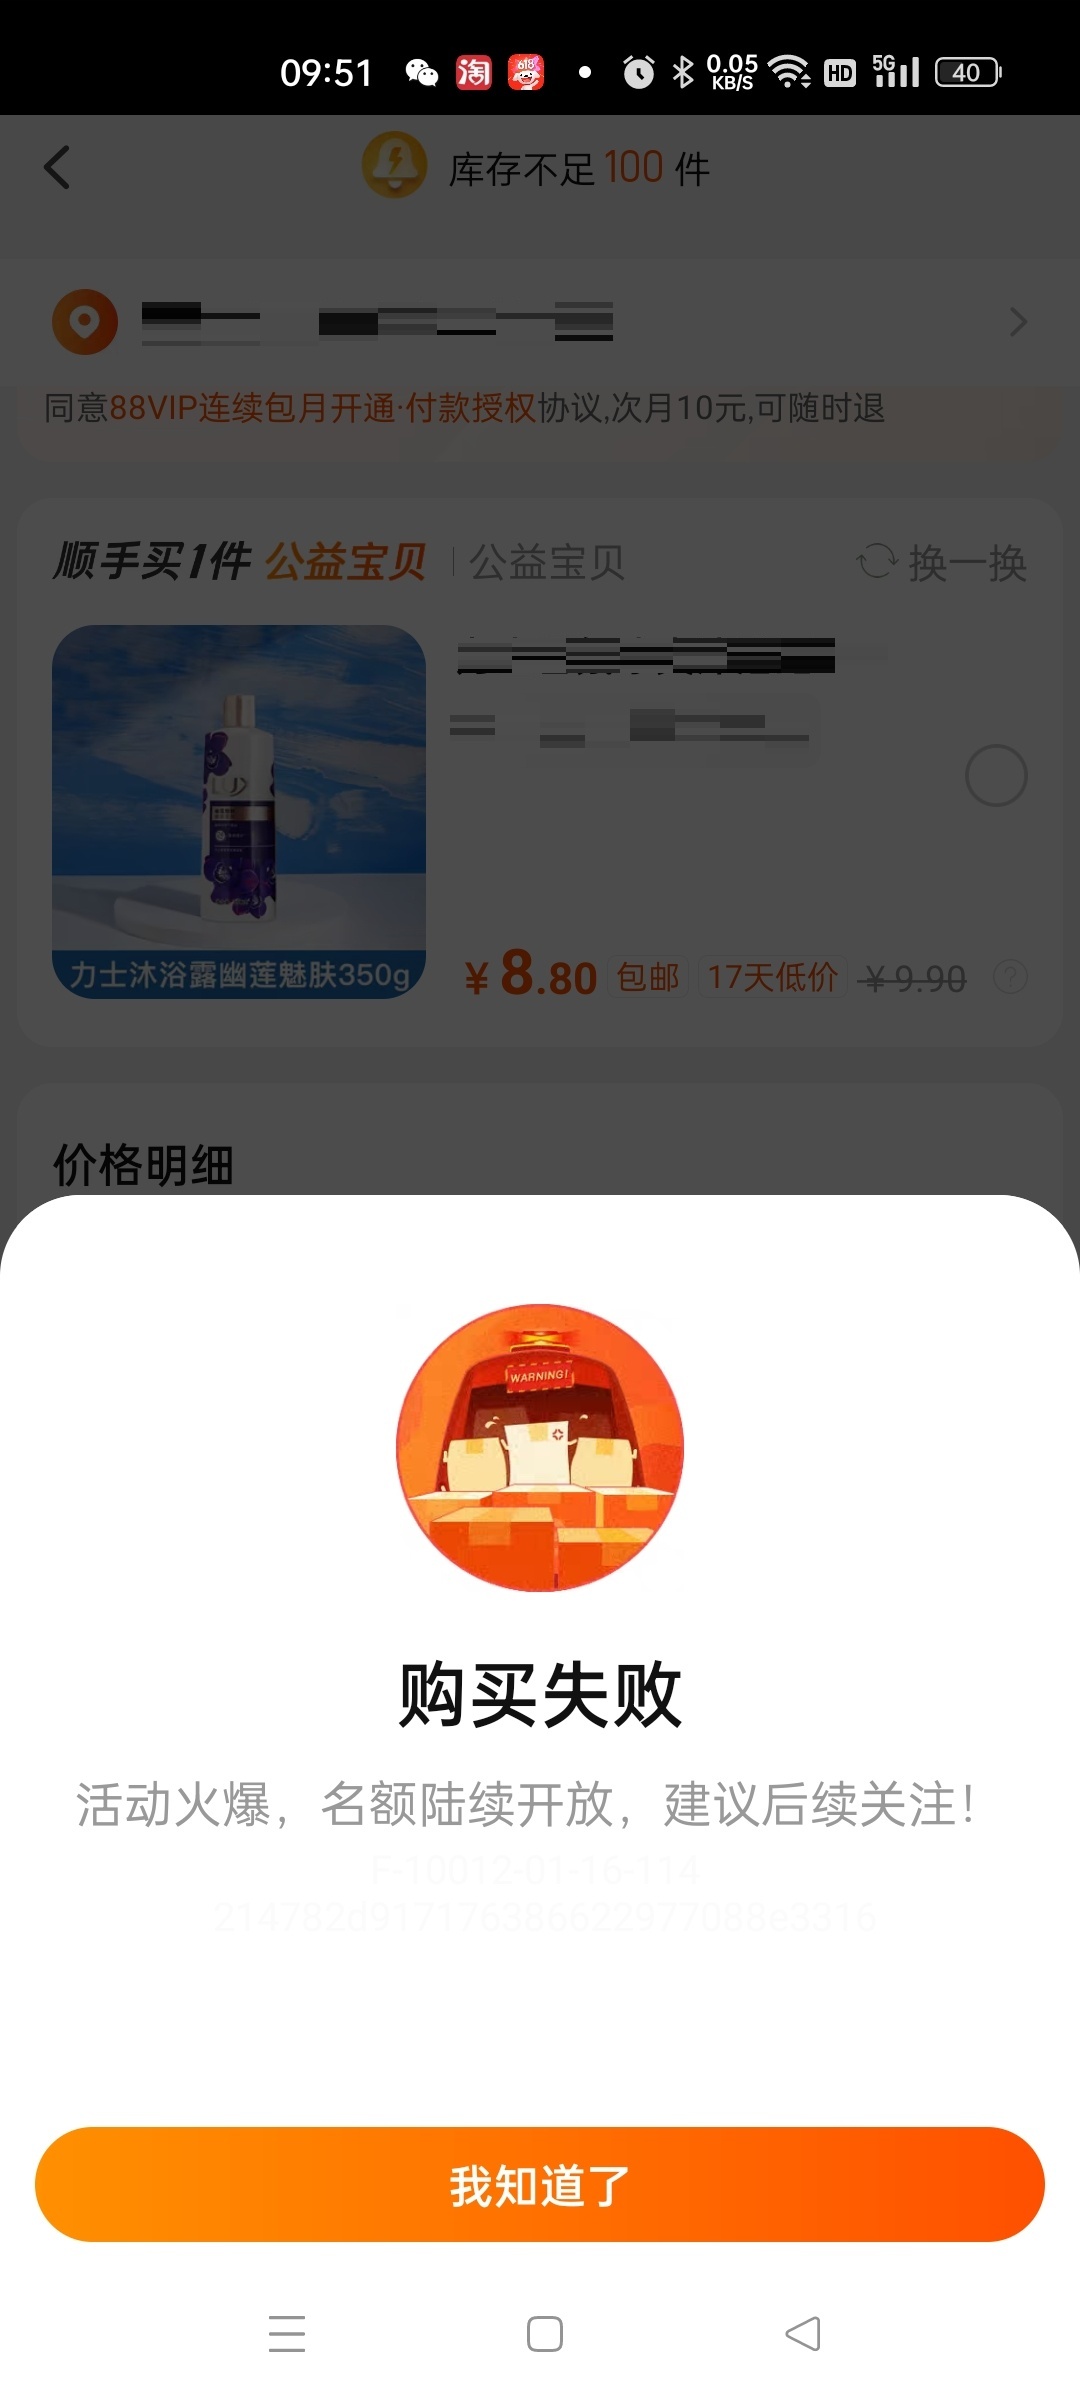 09:51
淘
618
0.05
KB/S
HD
5G
40
库存不足 100 件
同意88VIP连续包月开通·付款授权协议,次月10元,可随时退
顺手买1件 公益宝贝 | 公益宝贝
换一换
LUX
力士沐浴露幽莲魅肤350g
¥8.80 包邮 17天低价 ¥9.90 ?
价格明细
WARNING!
购买失败
活动火爆，名额陆续开放，建议后续关注！
F-10012-01-16-114
214782d917176386622977088e3316
我知道了